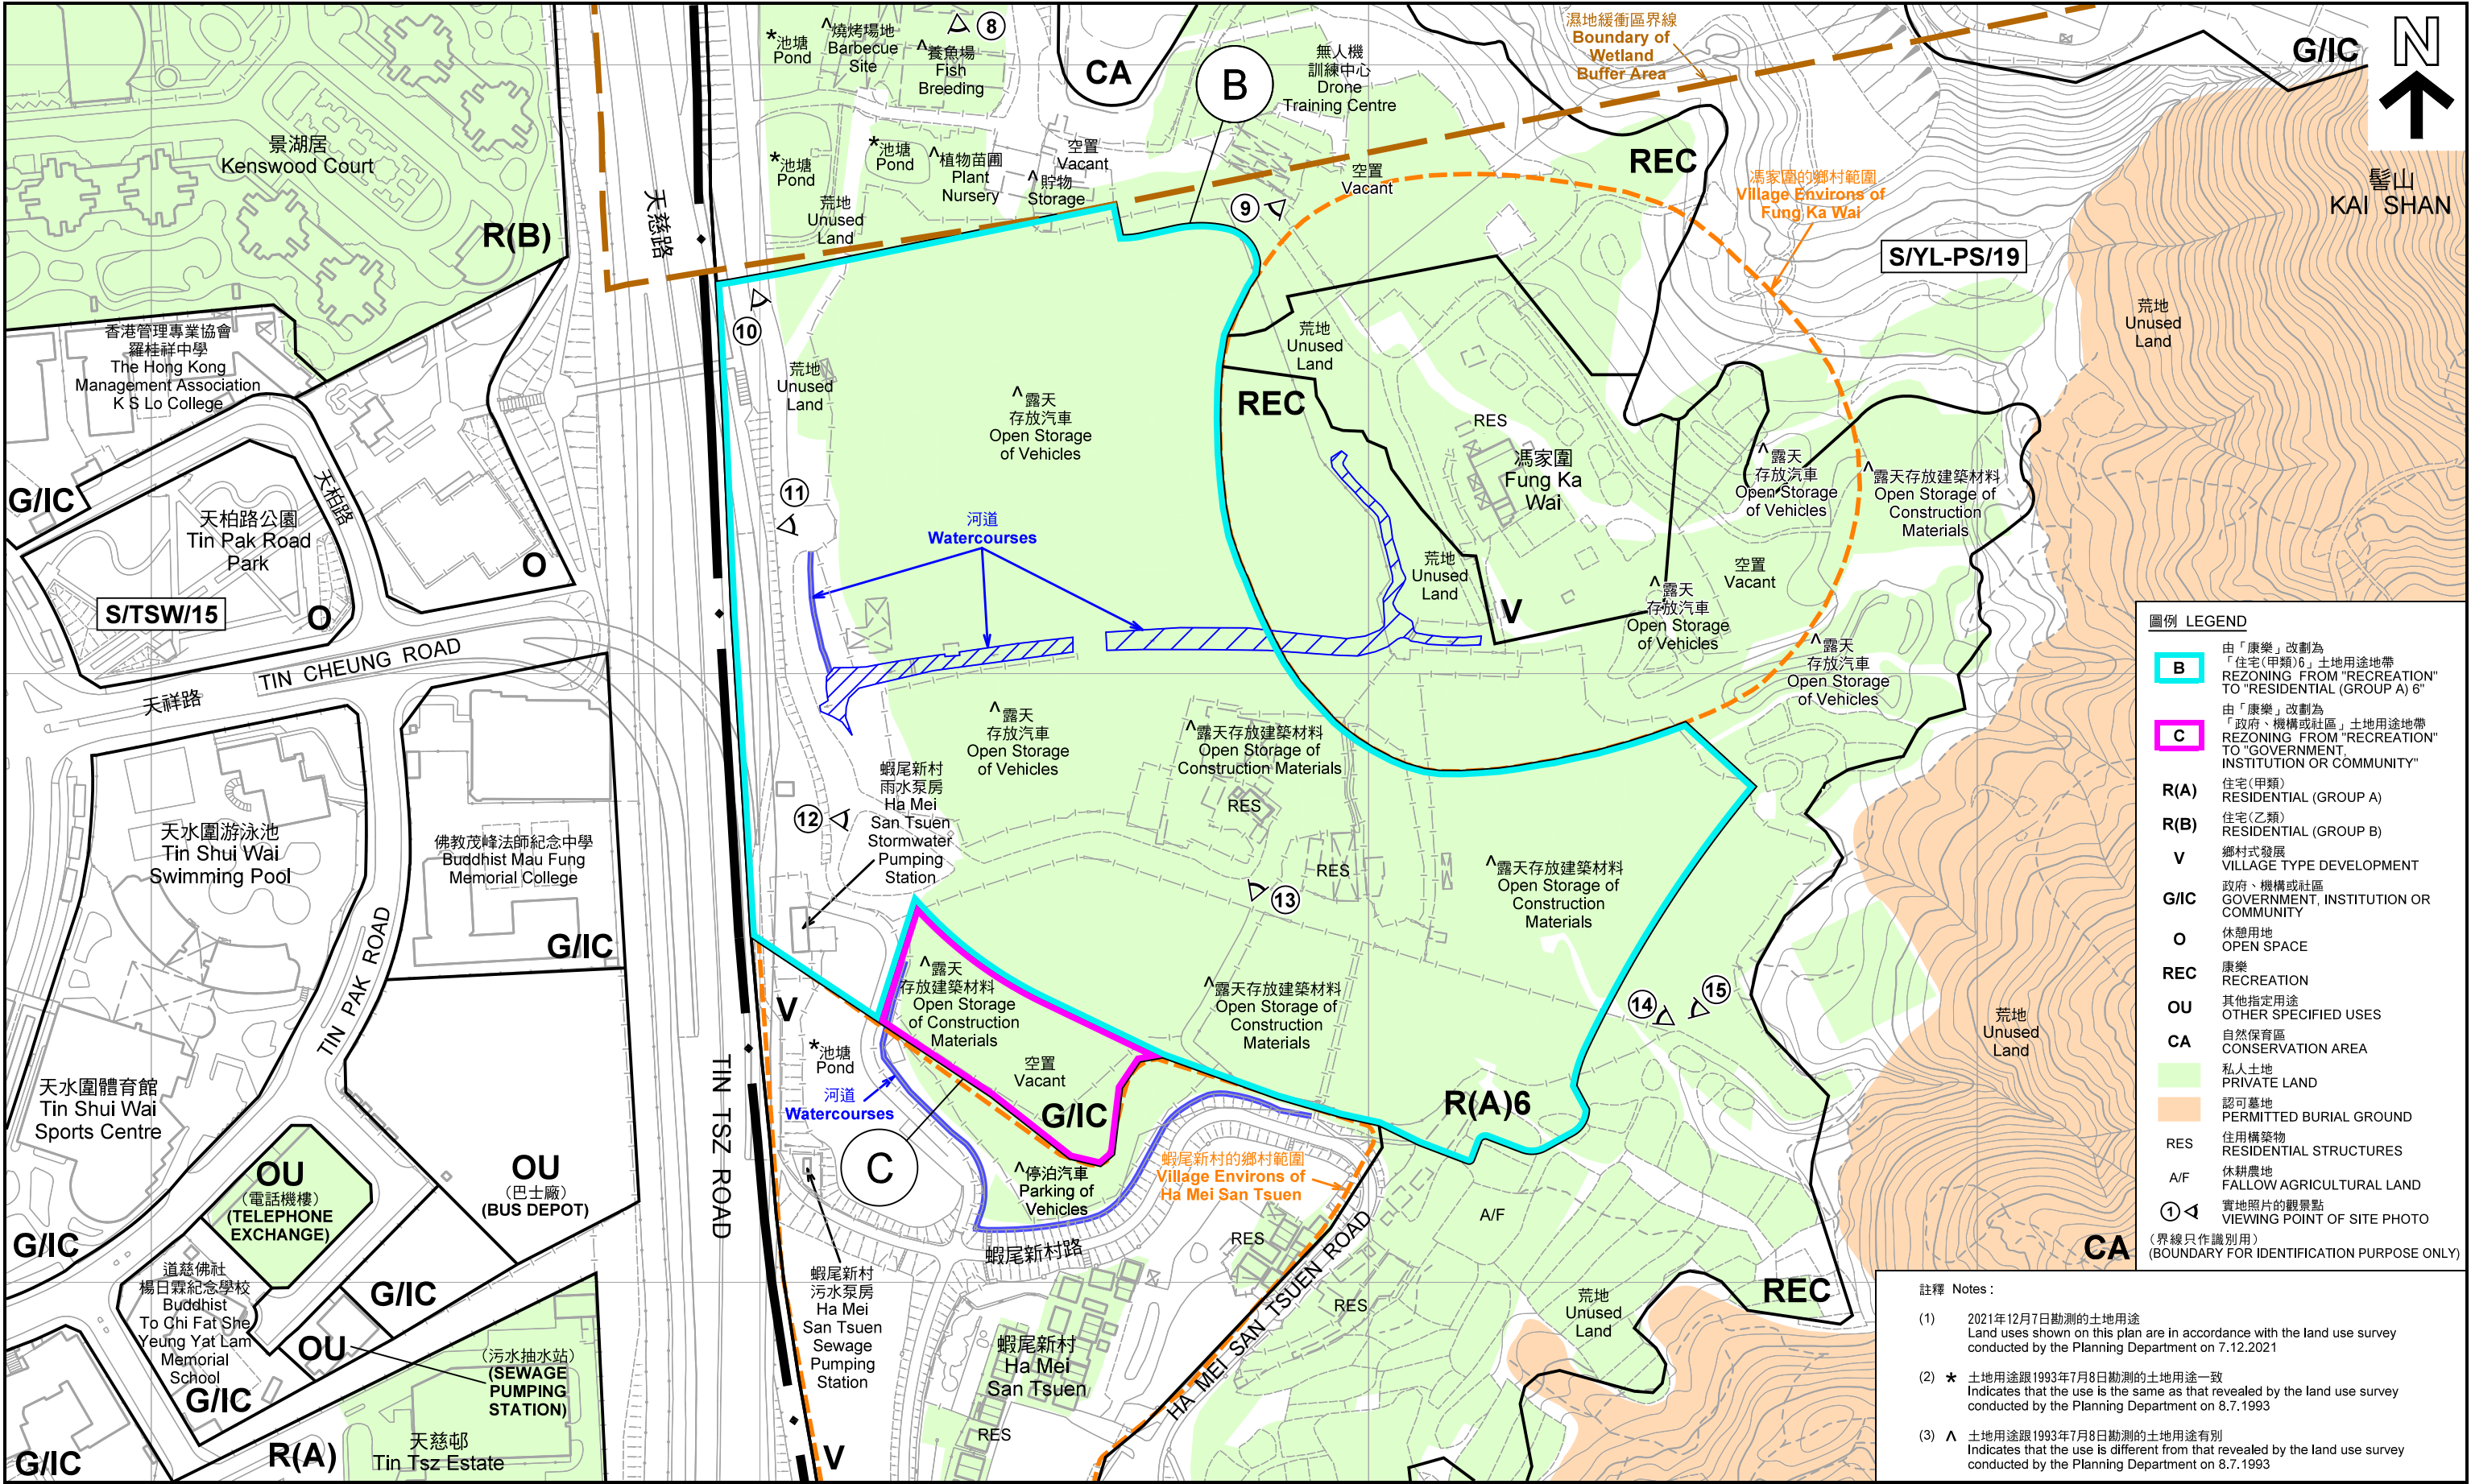 *池塘
Pond
^燒烤場地
Barbecue
Site
^養魚場
Fish
Breeding
8
CA
B
無人機
訓練中心
Drone
Training Centre
濕地緩衝區界線
Boundary of
Wetland
Buffer Area
G/IC
N
景湖居
Kenswood Court
R(B)
天慈路
*池塘
Pond
*池塘
Pond
^植物苗圃
Plant
Nursery
空置
Vacant
^貯物
Storage
荒地
Unused
Land
9
空置
Vacant
REC
馮家圍的鄉村範圍
Village Environs of
Fung Ka Wai
S/YL-PS/19
髻山
KAI SHAN
荒地
Unused
Land
香港管理專業協會
羅桂祥中學
The Hong Kong
Management Association
K S Lo College
10
荒地
Unused
Land
^露天
存放汽車
Open Storage
of Vehicles
荒地
Unused
Land
REC
RES
馮家圍
Fung Ka
Wai
^露天
存放汽車
Open Storage
of Vehicles
^露天存放建築材料
Open Storage of
Construction
Materials
G/IC
天柏路
天柏路公園
Tin Pak Road
Park
O
S/TSW/15
O
11
河道
Watercourses
荒地
Unused
Land
V
空置
Vacant
^露天
存放汽車
Open Storage
of Vehicles
^露天
存放汽車
Open Storage
of Vehicles
TIN CHEUNG ROAD
天祥路
^露天
存放汽車
Open Storage
of Vehicles
^露天存放建築材料
Open Storage of
Construction Materials
RES
RES
蝦尾新村
雨水泵房
Ha Mei
San Tsuen
Stormwater
Pumping
Station
12
13
^露天存放建築材料
Open Storage of
Construction
Materials
天水圍游泳池
Tin Shui Wai
Swimming Pool
佛教茂峰法師紀念中學
Buddhist Mau Fung
Memorial College
G/IC
TIN PAK ROAD
V
^露天
存放建築材料
Open Storage
of Construction
Materials
^露天存放建築材料
Open Storage of
Construction
Materials
14
15
荒地
Unused
Land
*池塘
Pond
空置
Vacant
河道
Watercourses
G/IC
R(A)6
TIN TSZ ROAD
天水圍體育館
Tin Shui Wai
Sports Centre
C
^停泊汽車
Parking of
Vehicles
蝦尾新村的鄉村範圍
Village Environs of
Ha Mei San Tsuen
A/F
OU
(電話機樓)
(TELEPHONE
EXCHANGE)
OU
(巴士廠)
(BUS DEPOT)
G/IC
蝦尾新村路
RES
HA MEI SAN TSUEN ROAD
RES
荒地
Unused
Land
REC
CA
道慈佛社
楊日霖紀念學校
Buddhist
To Chi Fat She
Yeung Yat Lam
Memorial
School
G/IC
G/IC
OU
(污水抽水站)
(SEWAGE
PUMPING
STATION)
蝦尾新村
污水泵房
Ha Mei
San Tsuen
Sewage
Pumping
Station
蝦尾新村
Ha Mei
San Tsuen
RES
G/IC
R(A)
天慈邨
Tin Tsz Estate
V
圖例 LEGEND
B
由「康樂」改劃為
「住宅(甲類)6」土地用途地帶
REZONING FROM "RECREATION"
TO "RESIDENTIAL (GROUP A) 6"
C
由「康樂」改劃為
「政府、機構或社區」土地用途地帶
REZONING FROM "RECREATION"
TO "GOVERNMENT,
INSTITUTION OR COMMUNITY"
R(A) 住宅(甲類)
RESIDENTIAL (GROUP A)
R(B) 住宅(乙類)
RESIDENTIAL (GROUP B)
V 鄉村式發展
VILLAGE TYPE DEVELOPMENT
G/IC 政府、機構或社區
GOVERNMENT, INSTITUTION OR
COMMUNITY
O 休憩用地
OPEN SPACE
REC 康樂
RECREATION
OU 其他指定用途
OTHER SPECIFIED USES
CA 自然保育區
CONSERVATION AREA
私人土地
PRIVATE LAND
認可墓地
PERMITTED BURIAL GROUND
RES 住用構築物
RESIDENTIAL STRUCTURES
A/F 休耕農地
FALLOW AGRICULTURAL LAND
1 實地照片的觀景點
VIEWING POINT OF SITE PHOTO
(界線只作識別用)
(BOUNDARY FOR IDENTIFICATION PURPOSE ONLY)
註釋 Notes:
(1) 2021年12月7日勘測的土地用途
Land uses shown on this plan are in accordance with the land use survey
conducted by the Planning Department on 7.12.2021
(2) * 土地用途跟1993年7月8日勘測的土地用途一致
Indicates that the use is the same as that revealed by the land use survey
conducted by the Planning Department on 8.7.1993
(3) ^ 土地用途跟1993年7月8日勘測的土地用途有別
Indicates that the use is different from that revealed by the land use survey
conducted by the Planning Department on 8.7.1993